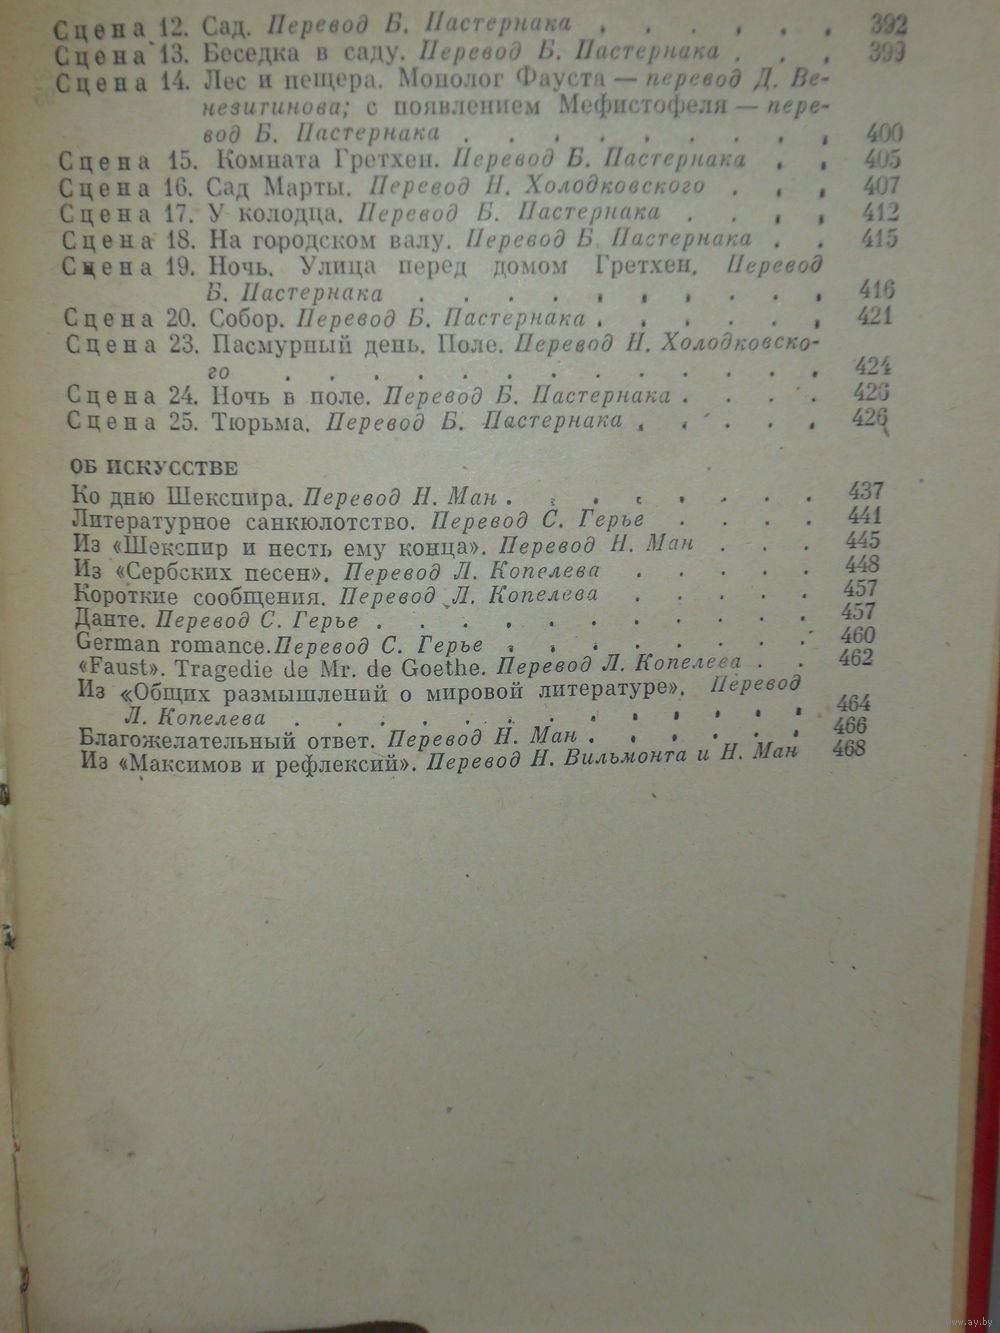 Сцена 12. Сад. Перевод Б. Пастернака . . . . . . 392
Сцена 13. Беседка в саду. Перевод Б. Пастернака . . . 399
Сцена 14. Лес и пещера. Монолог Фауста — перевод Д. Ве-
незитинова; с появлением Мефистофеля — пере-
вод Б. Пастернака . . . . . . . . . 400
Сцена 15. Комната Гретхен. Перевод Б. Пастернака . . 405
Сцена 16. Сад Марты. Перевод Н. Холодковского . . . 407
Сцена 17. У колодца. Перевод Б. Пастернака . . . . 412
Сцена 18. На городском валу. Перевод Б. Пастернака . . 415
Сцена 19. Ночь. Улица перед домом Гретхен. Перевод
Б. Пастернака . . . . . . . . . . 416
Сцена 20. Собор. Перевод Б. Пастернака . . . . . . 421
Сцена 23. Пасмурный день. Поле. Перевод Н. Холодковско-
го . . . . . . . . . . . . . 424
Сцена 24. Ночь в поле. Перевод Б. Пастернака . . . . 426
Сцена 25. Тюрьма. Перевод Б. Пастернака . . . . . 426
ОБ ИСКУССТВЕ
Ко дню Шекспира. Перевод Н. Ман . . . . . . . . 437
Литературное санкюлотство. Перевод С. Герье . . . . 441
Из «Шекспир и несть ему конца». Перевод Н. Ман . . . 445
Из «Сербских песен». Перевод Л. Копелева . . . . . 448
Короткие сообщения. Перевод Л. Копелева . . . . . 457
Данте. Перевод С. Герье . . . . . . . . . . . 457
German romance. Перевод С. Герье . . . . . . . . 460
«Faust». Tragedie de Mr. de Goethe. Перевод Л. Копелева . . 462
Из «Общих размышлений о мировой литературе». Перевод
Л. Копелева . . . . . . . . . . . . . 464
Благожелательный ответ. Перевод Н. Ман . . . . . . 466
Из «Максимов и рефлексий». Перевод Н. Вильмонта и Н. Ман 468
www.ay.by